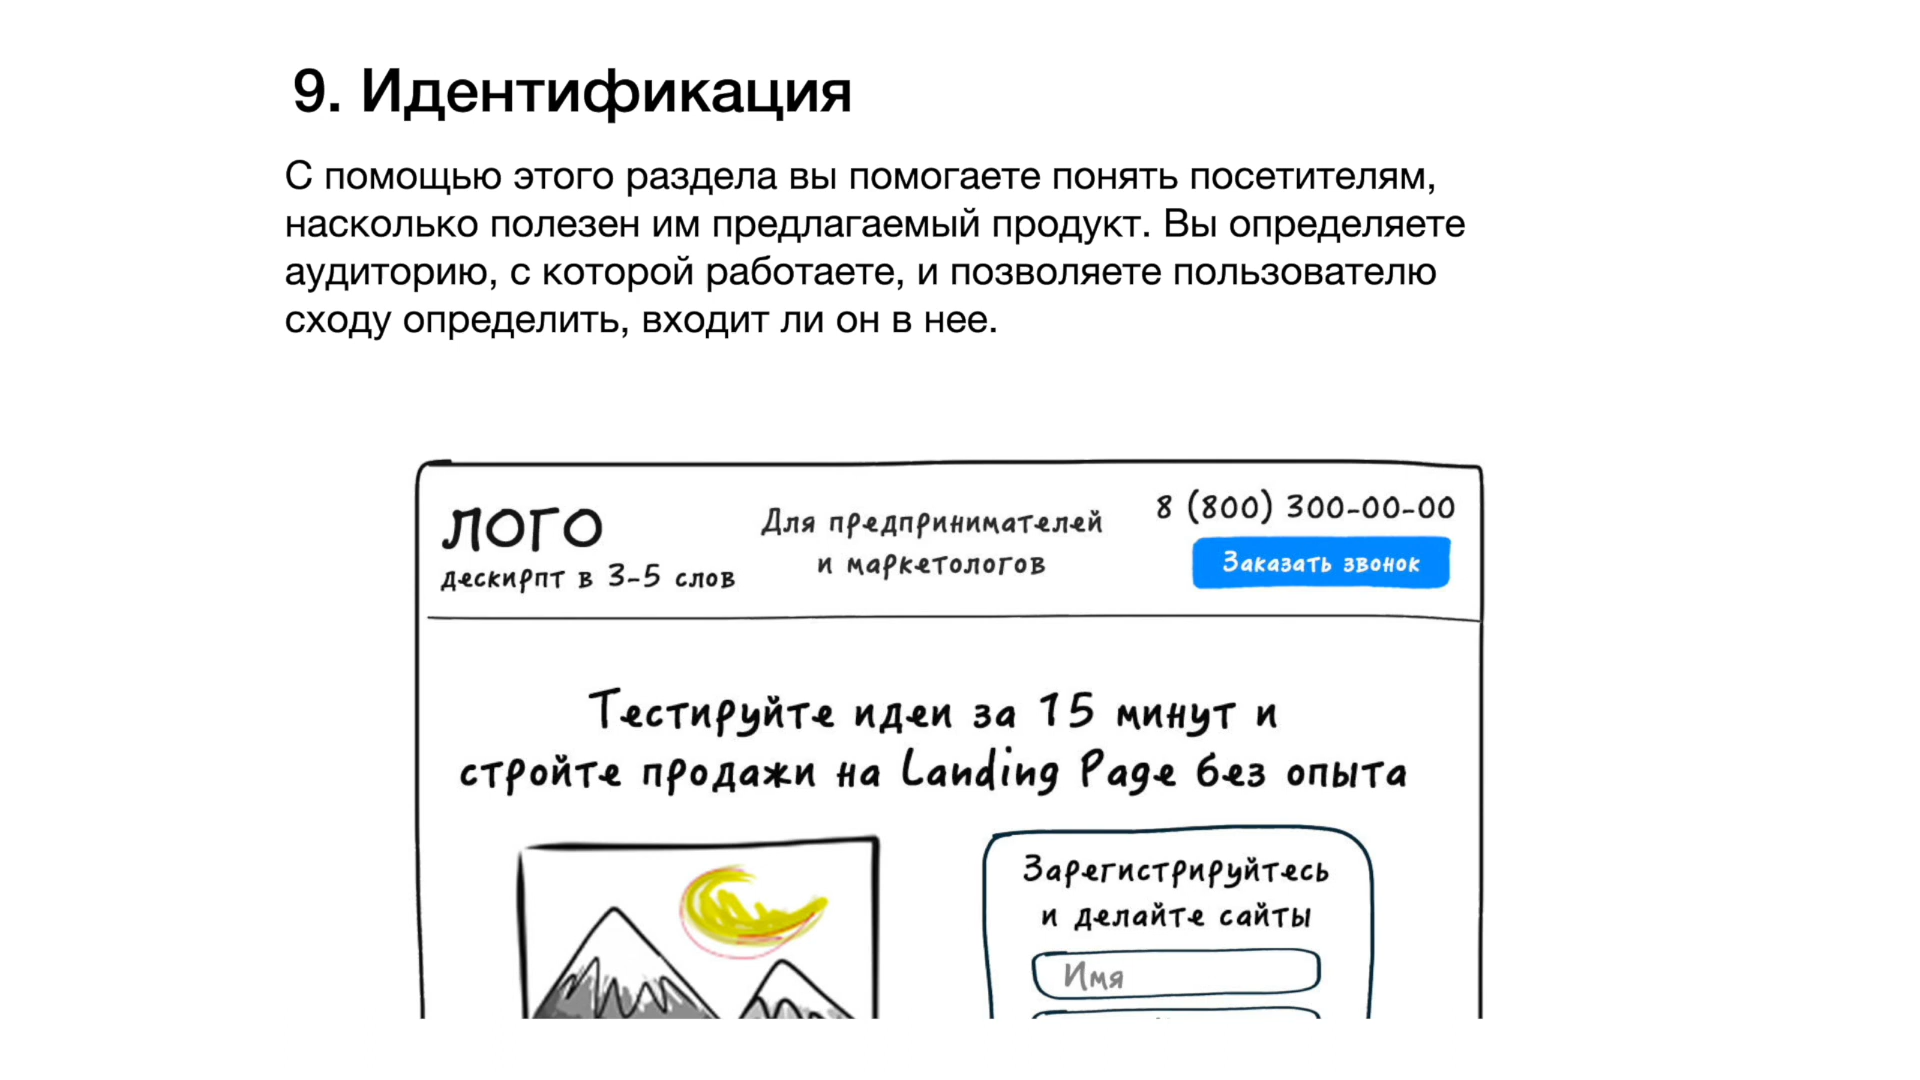 9. Идентификация
С помощью этого раздела вы помогаете понять посетителям,
насколько полезен им предлагаемый продукт. Вы определяете
аудиторию, с которой работаете, и позволяете пользователю
сходу определить, входит ли он в нее.
ЛОГО
дескирпт в 3-5 слов
Для предпринимателей
и маркетологов
8 (800) 300-00-00
Заказать звонок
Тестируйте идеи за 15 минут и
стройте продажи на Landing Page без опыта
Зарегистрируйтесь
и делайте сайты
Имя